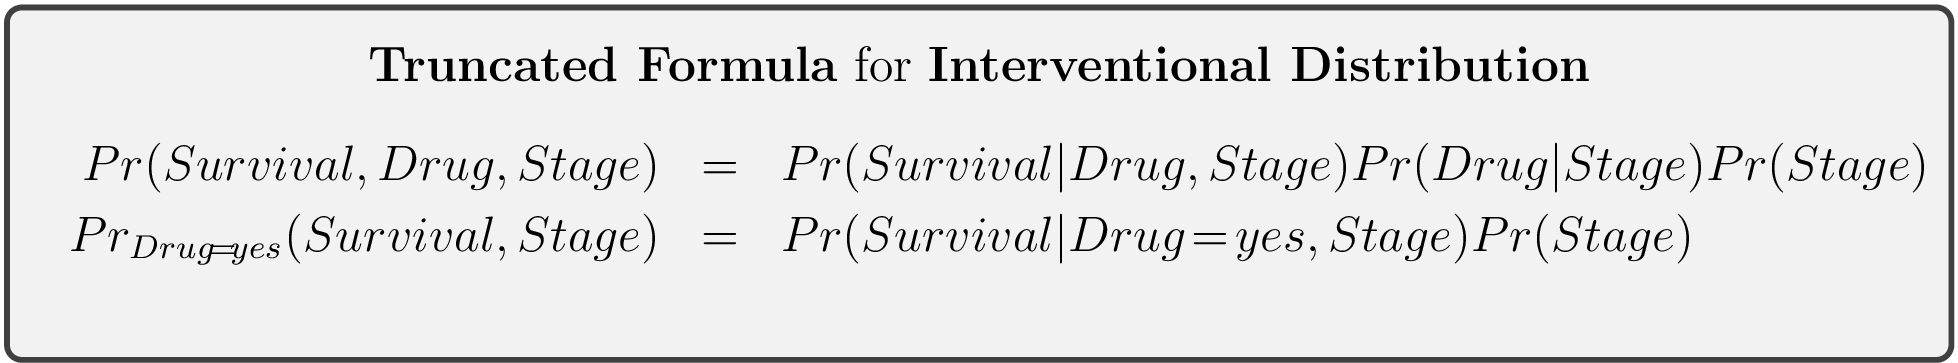 Truncated Formula for Interventional Distribution
Pr(Survival, Drug, Stage) = Pr(Survival|Drug, Stage)Pr(Drug|Stage)Pr(Stage)
Pr_{Drug=yes}(Survival, Stage) = Pr(Survival|Drug=yes, Stage)Pr(Stage)